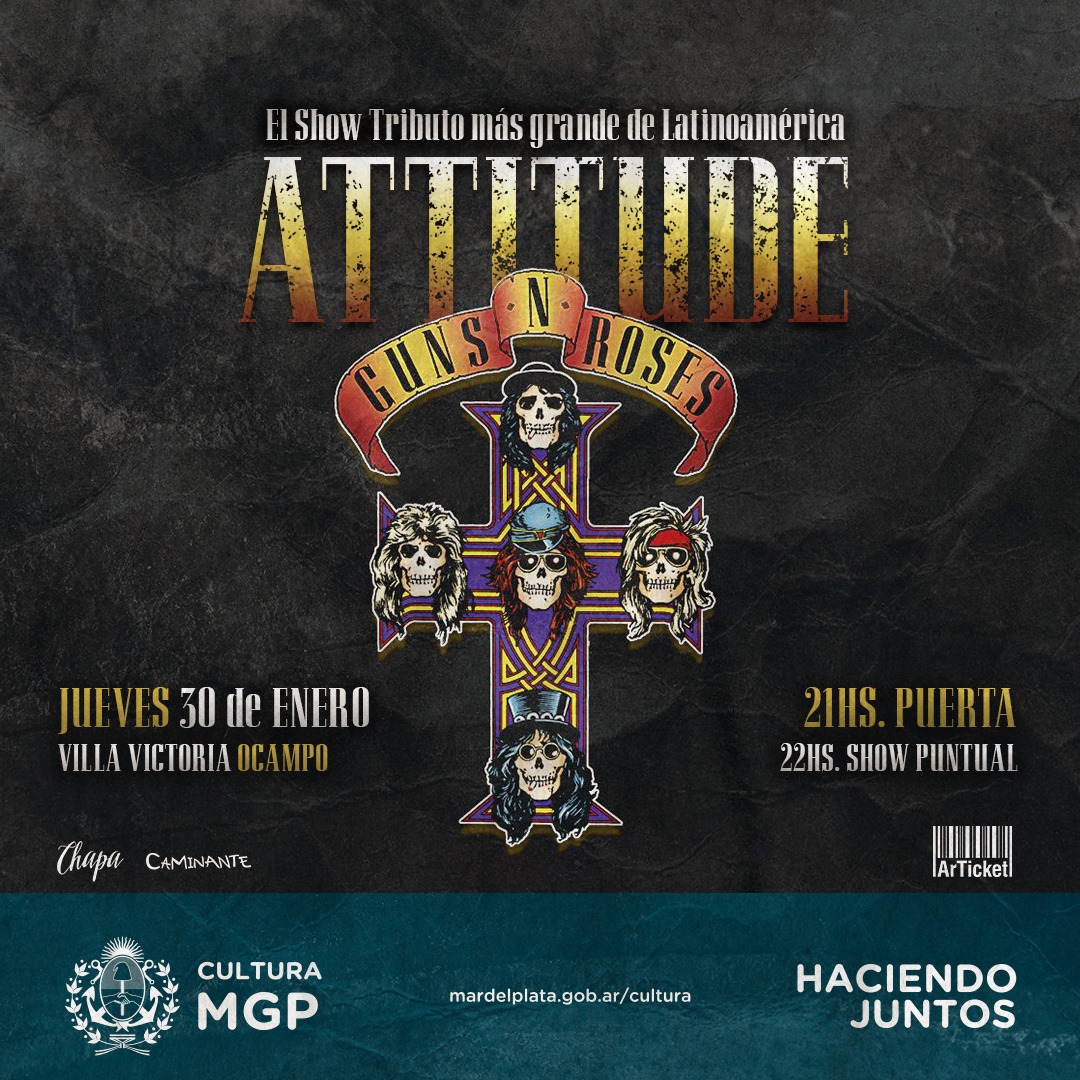 El Show Tributo más grande de Latinoamérica
ATTITUDE
GUNS N ROSES
JUEVES 30 de ENERO
VILLA VICTORIA OCAMPO
21HS. PUERTA
22HS. SHOW PUNTUAL
Chapa CAMINANTE
ArTicket
CULTURA
MGP
mardelplata.gob.ar/cultura
HACIENDO
JUNTOS